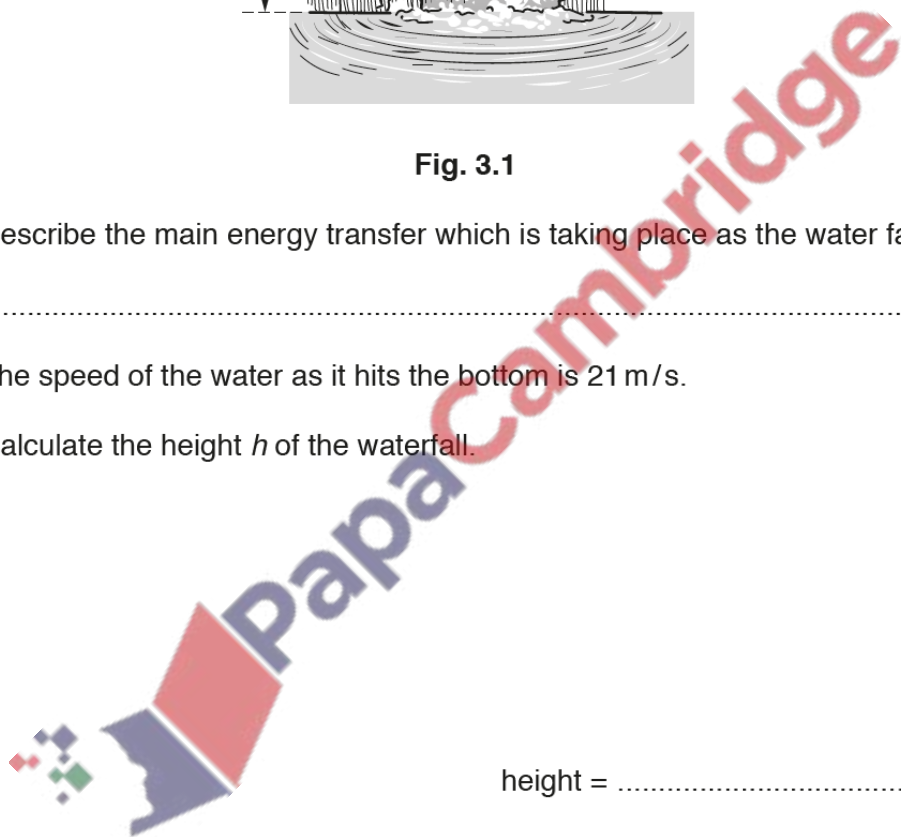 Fig. 3.1
escribe the main energy transfer which is taking place as the water fa
he speed of the water as it hits the bottom is 21 m/s.
alculate the height h of the waterfall.
height = ................................
PapaCambridge